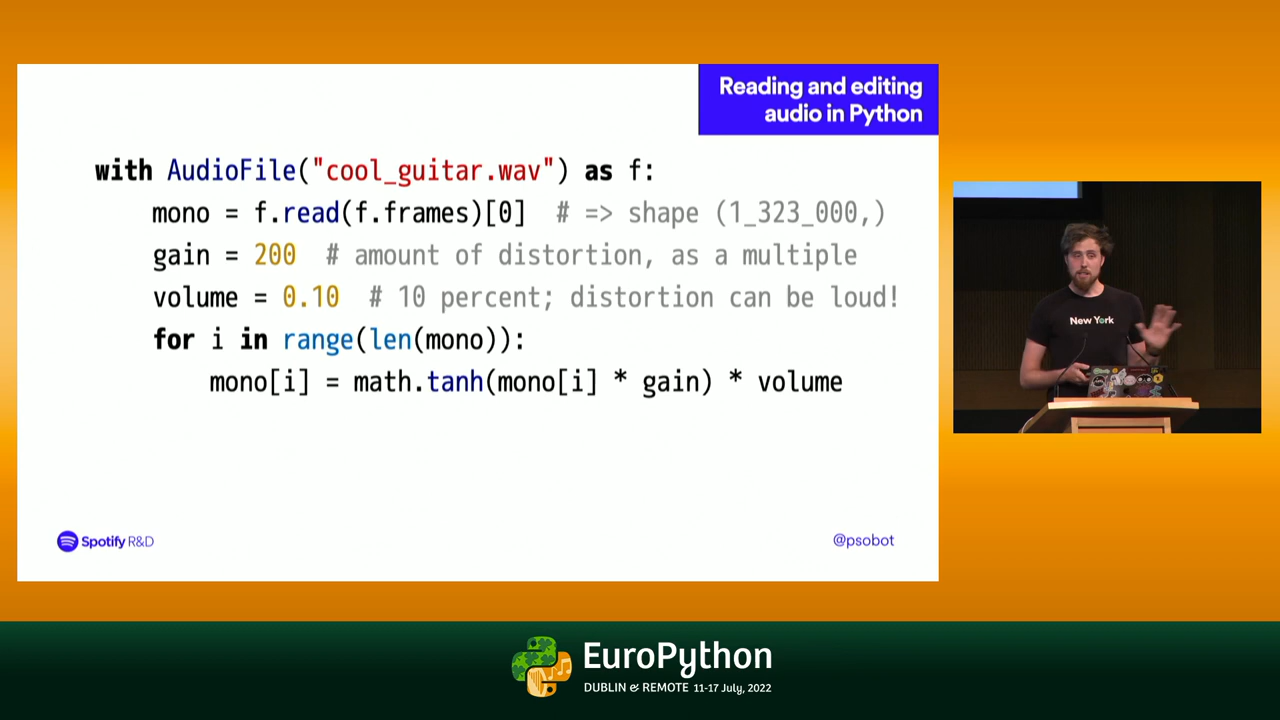 Reading and editing
audio in Python
with AudioFile("cool_guitar.wav") as f:
mono = f.read(f.frames)[0]  # => shape (1_323_000,)
gain = 200  # amount of distortion, as a multiple
volume = 0.10  # 10 percent; distortion can be loud!
for i in range(len(mono)):
mono[i] = math.tanh(mono[i] * gain) * volume
Spotify R&D
@psobot
New York
EuroPython
DUBLIN & REMOTE 11-17 July, 2022